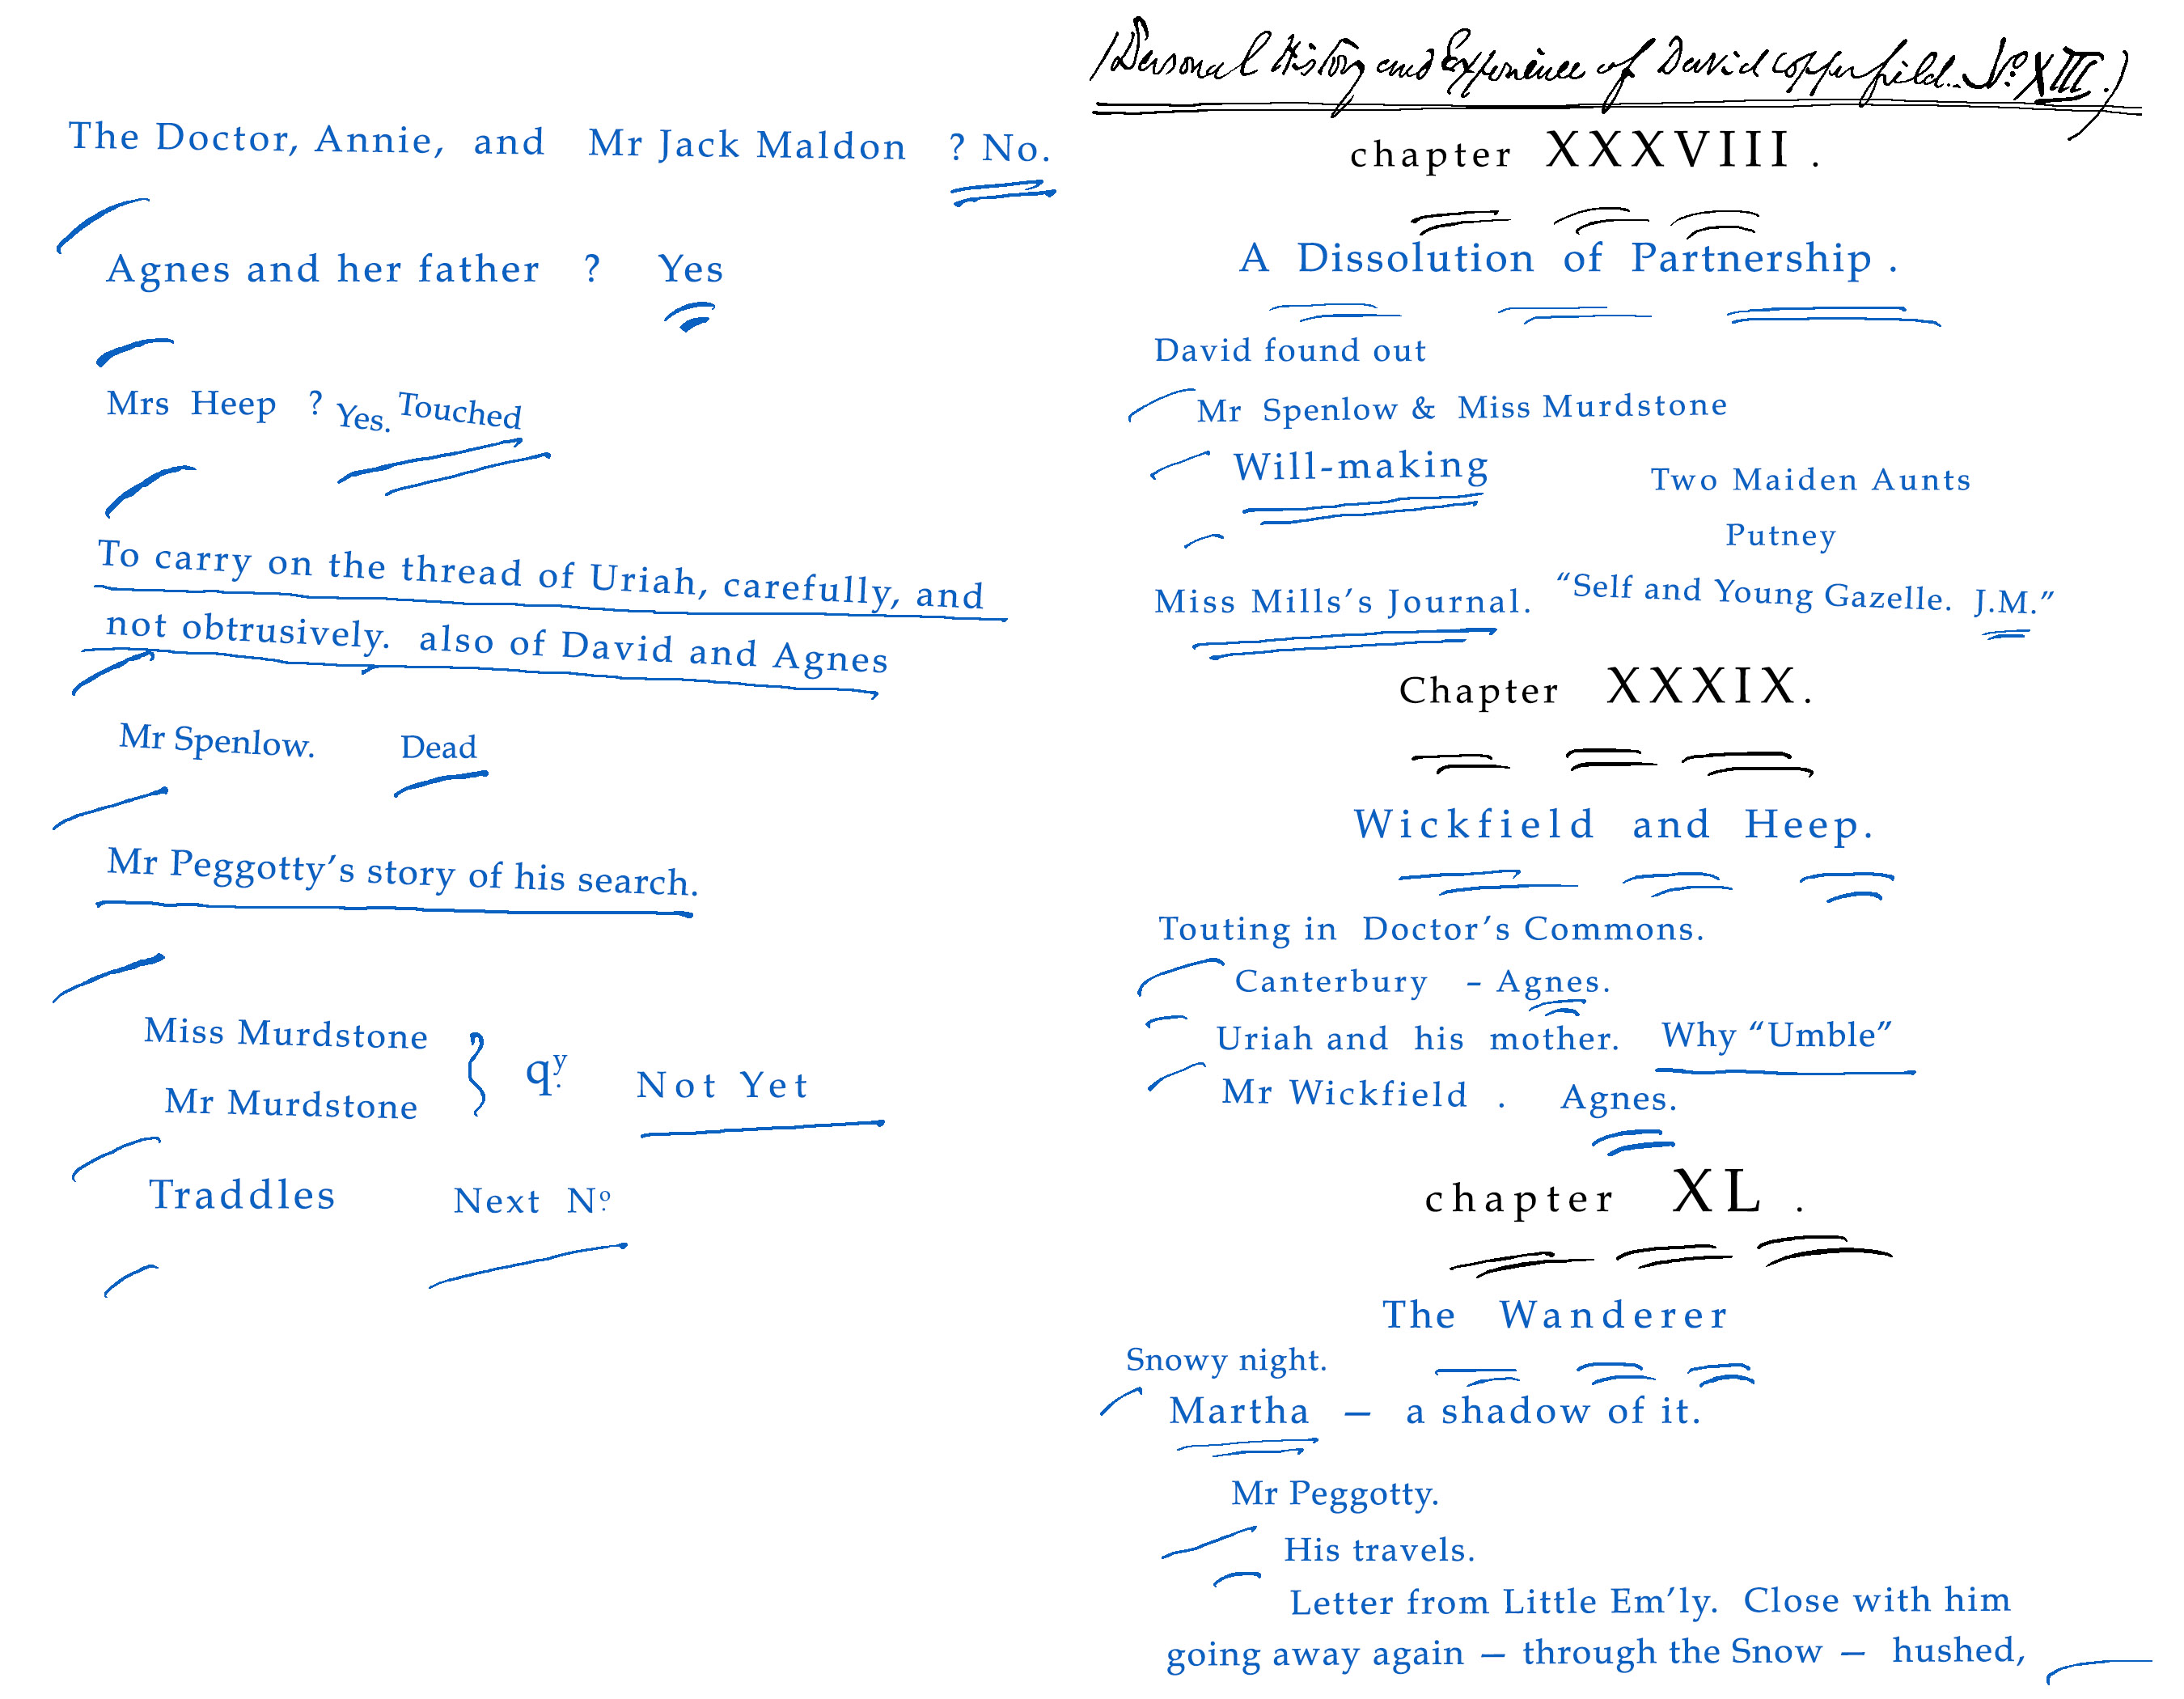 The Doctor, Annie, and Mr Jack Maldon ? No.
Agnes and her father ? Yes
Mrs Heep ? Yes. Touched
To carry on the thread of Uriah, carefully, and
not obtrusively. also of David and Agnes
Mr Spenlow. Dead
Mr Peggotty's story of his search.
Miss Murdstone
Mr Murdstone
qy. Not Yet
Traddles Next No.
(Personal History and Experience of David Copperfield. No. XIII.)
chapter XXXVIII .
A Dissolution of Partnership .
David found out
Mr Spenlow & Miss Murdstone
Will-making
Two Maiden Aunts
Putney
Miss Mills's Journal. “Self and Young Gazelle. J.M.”
Chapter XXXIX.
Wickfield and Heep.
Touting in Doctor's Commons.
Canterbury – Agnes.
Uriah and his mother. Why “Umble”
Mr Wickfield . Agnes.
chapter XL .
The Wanderer
Snowy night.
Martha — a shadow of it.
Mr Peggotty.
His travels.
Letter from Little Em'ly. Close with him
going away again — through the Snow — hushed,